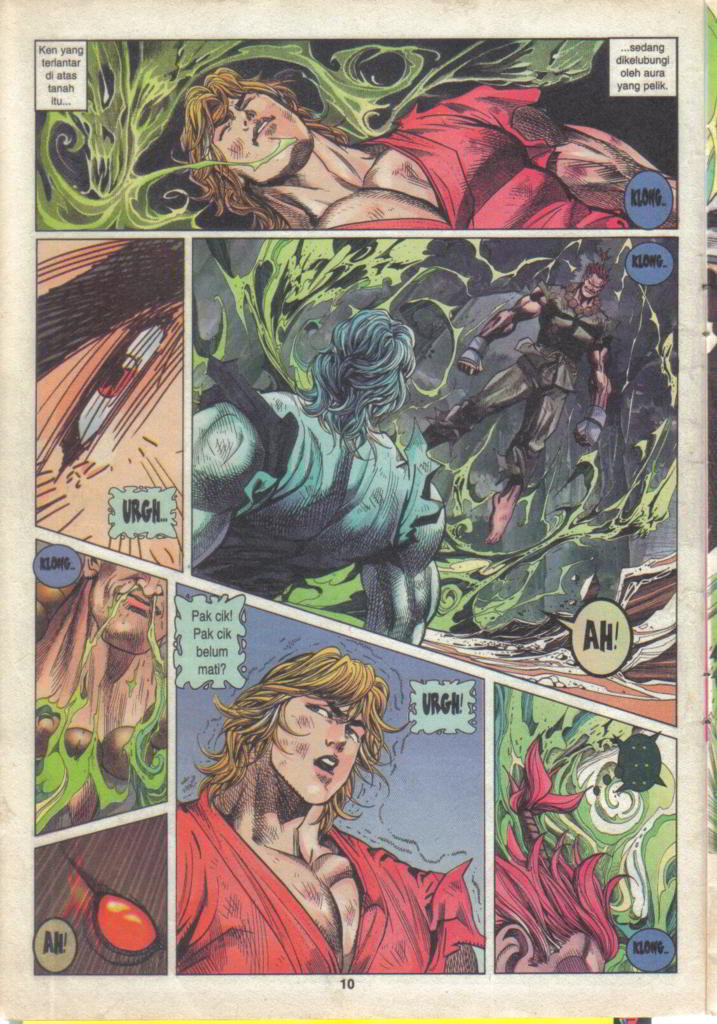 Ken yang
terlantar
di atas
tanah
itu...
...sedang
dikelubungi
oleh aura
yang pelik.
KLONG..
URGH...
KLONG..
AH!
KLONG..
Pak cik!
Pak cik
belum
mati?
URGH!
AH!
KLONG..
10